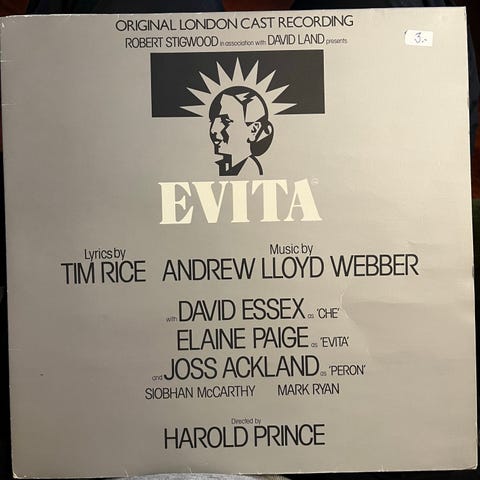 ORIGINAL LONDON CAST RECORDING
3.-
ROBERT STIGWOOD in association with DAVID LAND presents
EVITA
Lyrics by
TIM RICE
Music by
ANDREW LLOYD WEBBER
with DAVID ESSEX as 'CHE'
ELAINE PAIGE as 'EVITA'
and JOSS ACKLAND as 'PERON'
SIOBHAN McCARTHY MARK RYAN
Directed by
HAROLD PRINCE